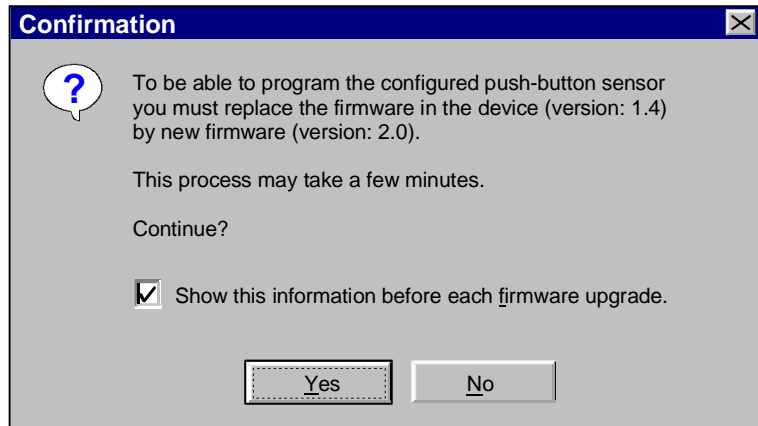 Confirmation
?
To be able to program the configured push-button sensor
you must replace the firmware in the device (version: 1.4)
by new firmware (version: 2.0).
This process may take a few minutes.
Continue?
Show this information before each firmware upgrade.
Yes
No